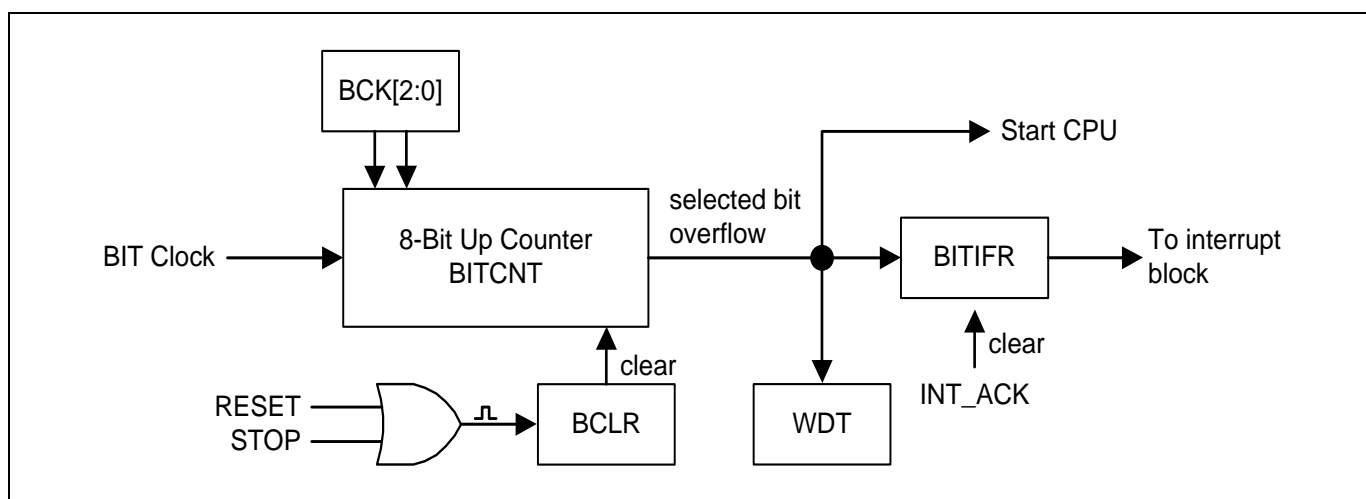 BCK[2:0]
Start CPU
selected bit
overflow
8-Bit Up Counter
BITCNT
BIT Clock
BITIFR
To interrupt
block
clear
clear
INT_ACK
RESET
STOP
BCLR
WDT